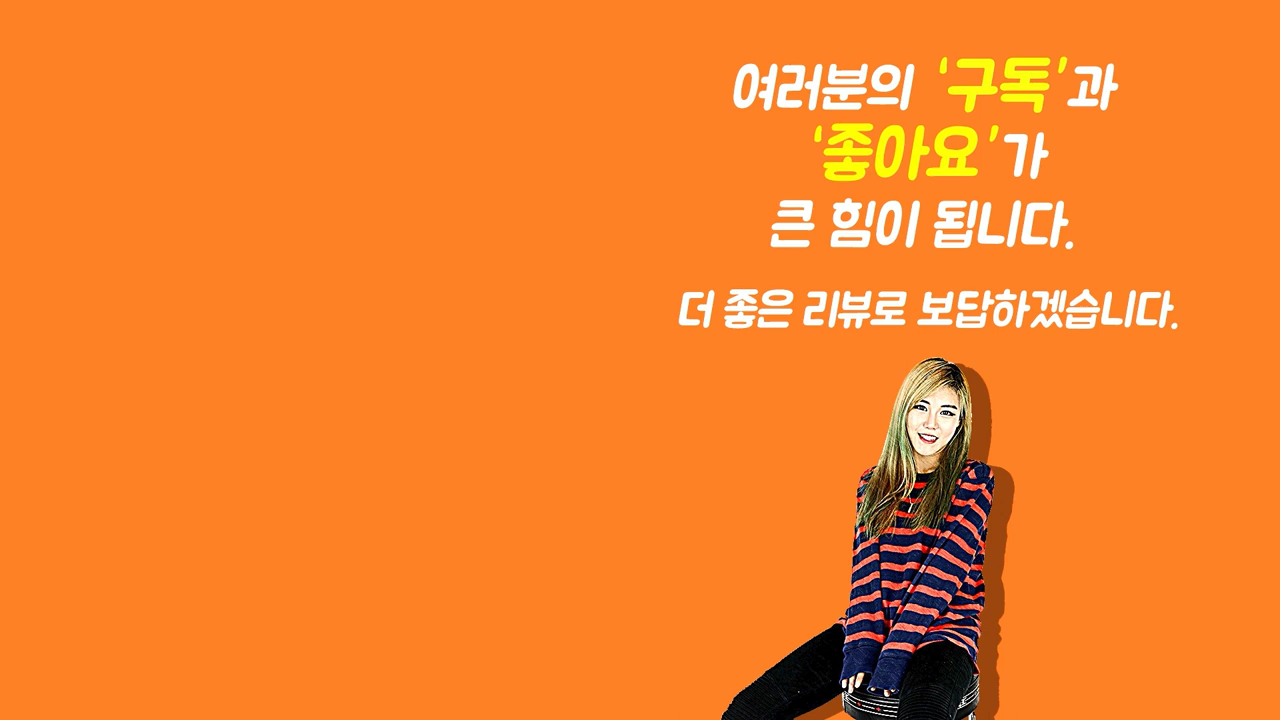 여러분의 '구독'과
'좋아요'가
큰 힘이 됩니다.
더 좋은 리뷰로 보답하겠습니다.